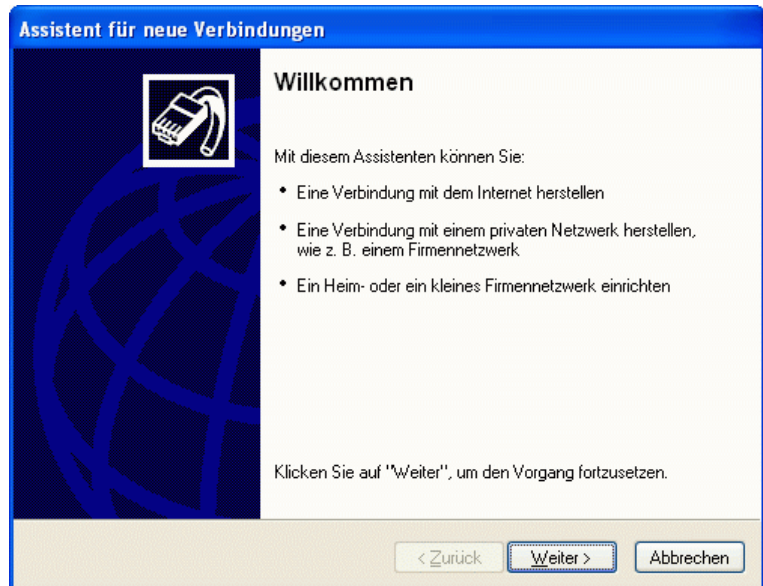 Assistent für neue Verbindungen
Willkommen
Mit diesem Assistenten können Sie:
• Eine Verbindung mit dem Internet herstellen
• Eine Verbindung mit einem privaten Netzwerk herstellen,
wie z. B. einem Firmennetzwerk
• Ein Heim- oder ein kleines Firmennetzwerk einrichten
Klicken Sie auf "Weiter", um den Vorgang fortzusetzen.
< Zurück Weiter > Abbrechen